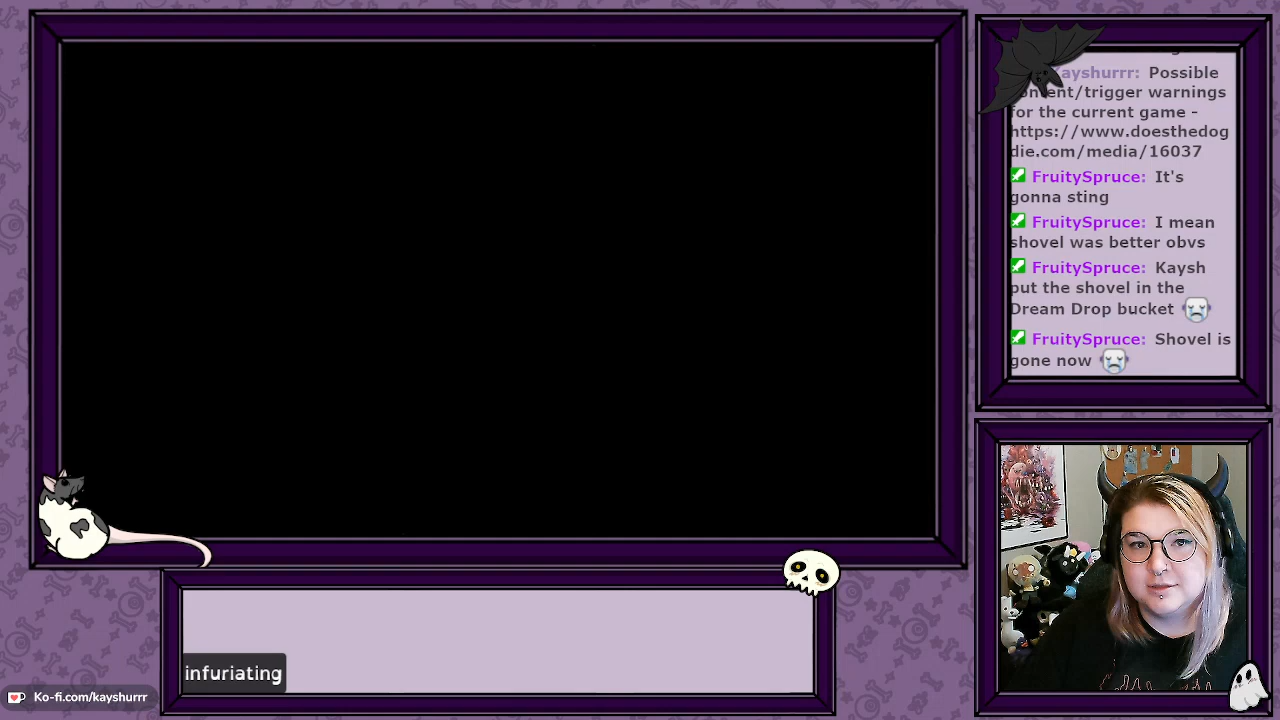 Kayshurrr: Possible
content/trigger warnings
for the current game -
https://www.doesthedog
die.com/media/16037
FruitySpruce: It's
gonna sting
FruitySpruce: I mean
shovel was better obvs
FruitySpruce: Kaysh
put the shovel in the
Dream Drop bucket
FruitySpruce: Shovel is
gone now
infuriating
Ko-fi.com/kayshurrr